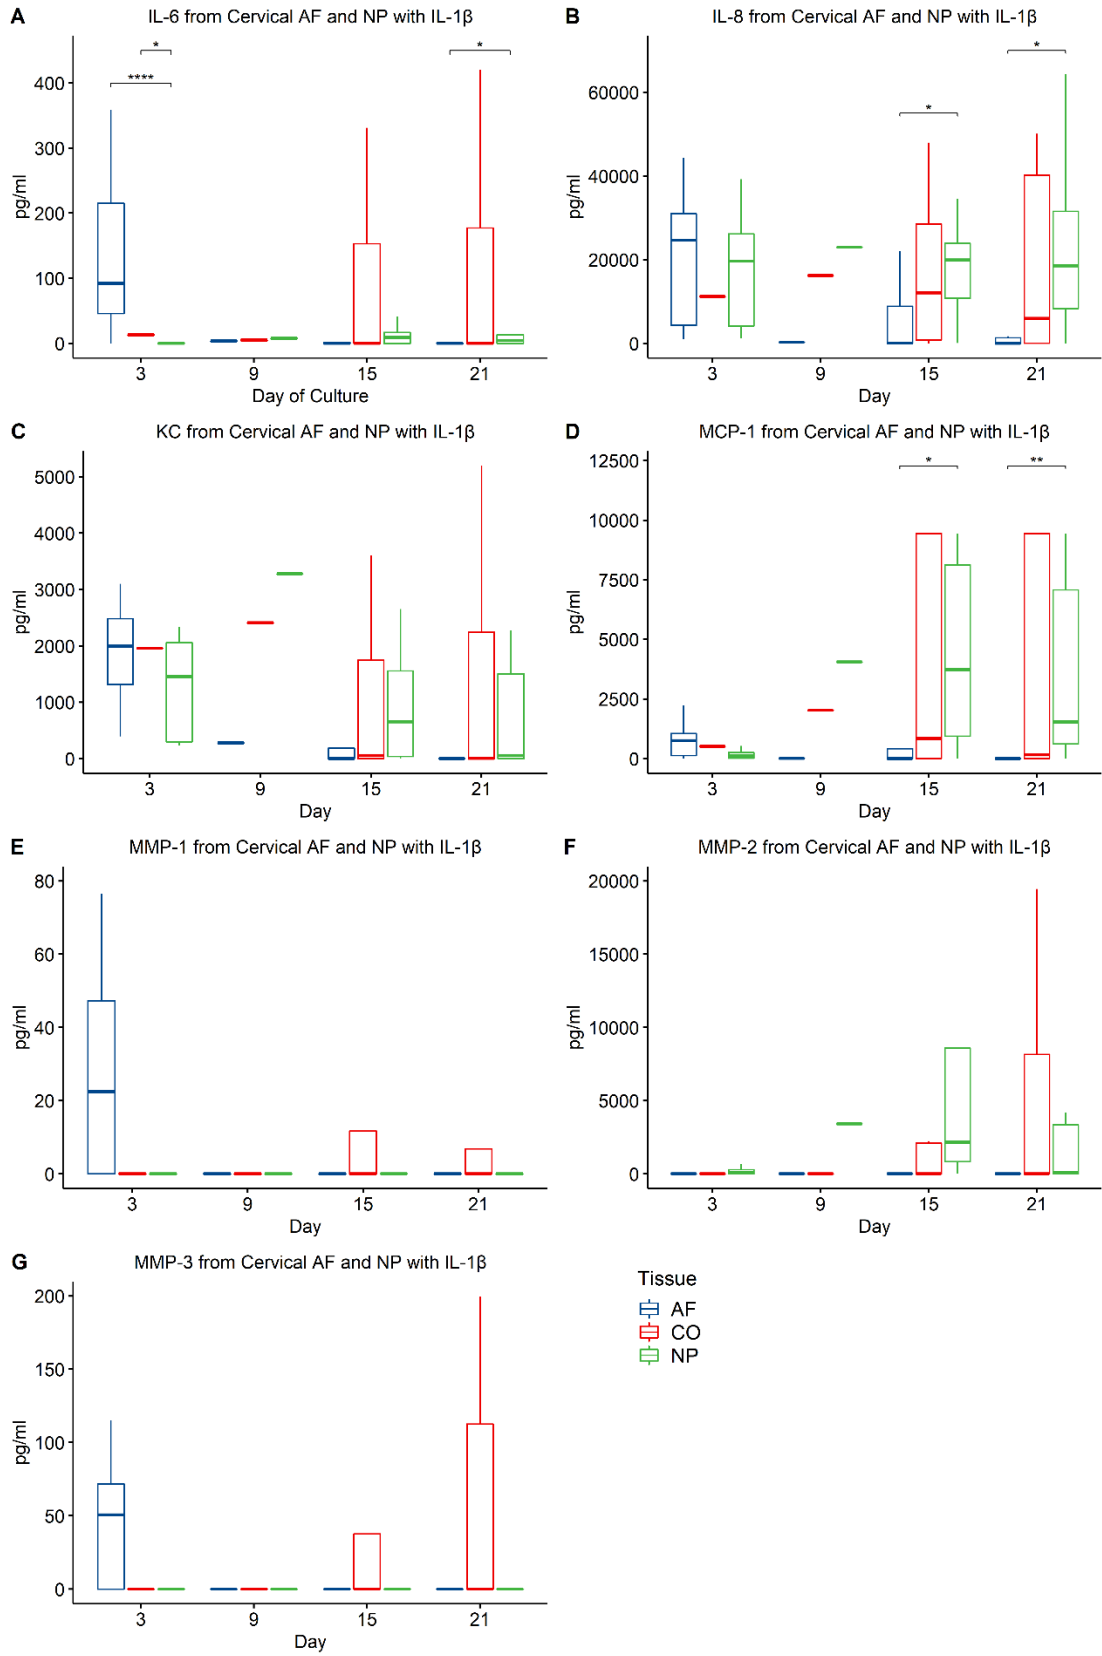 A
IL-6 from Cervical AF and NP with IL-1β
pg/ml
400
300
200
100
0
*
****
*
3 9 15 21
Day of Culture
B
IL-8 from Cervical AF and NP with IL-1β
pg/ml
60000
40000
20000
0
*
*
3 9 15 21
Day
C
KC from Cervical AF and NP with IL-1β
pg/ml
5000
4000
3000
2000
1000
0
3 9 15 21
Day
D
MCP-1 from Cervical AF and NP with IL-1β
pg/ml
12500
10000
7500
5000
2500
0
*
**
3 9 15 21
Day
E
MMP-1 from Cervical AF and NP with IL-1β
pg/ml
80
60
40
20
0
3 9 15 21
Day
F
MMP-2 from Cervical AF and NP with IL-1β
pg/ml
20000
15000
10000
5000
0
3 9 15 21
Day
G
MMP-3 from Cervical AF and NP with IL-1β
pg/ml
200
150
100
50
0
3 9 15 21
Day
Tissue
AF
CO
NP